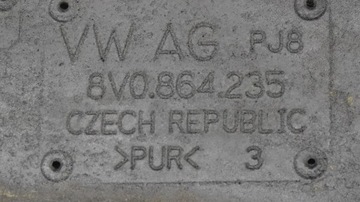 VW AG PJ8
8V0.864.235
CZECH REPUBLIC
>PUR< 3